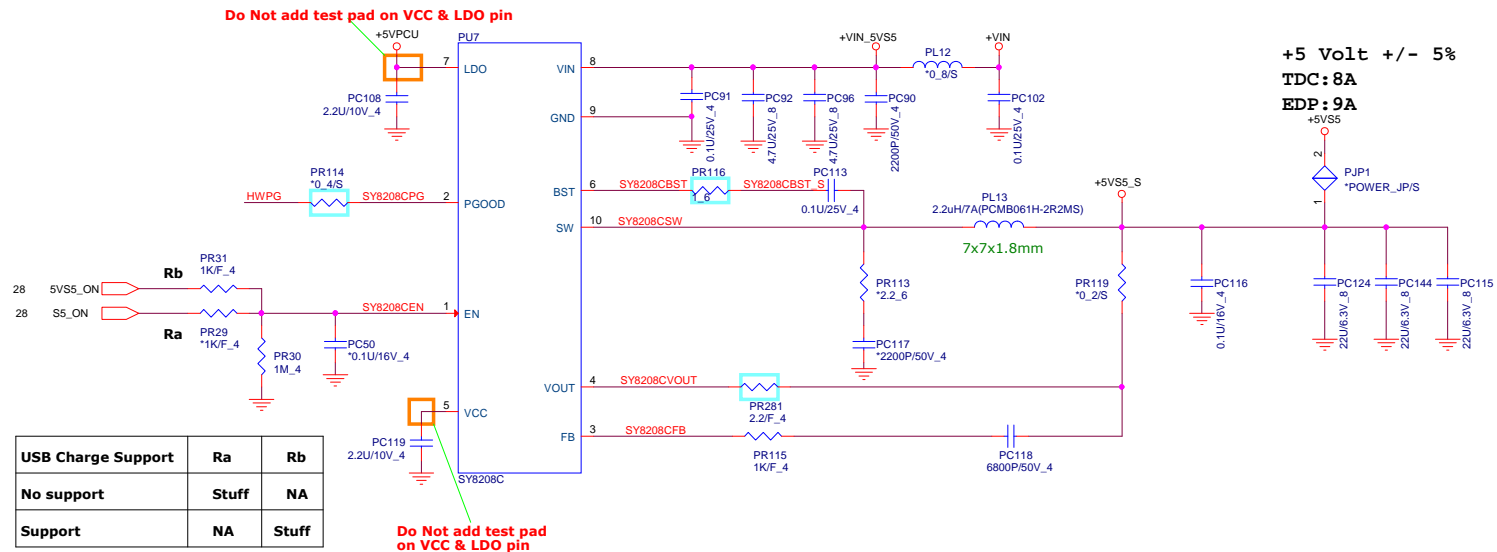 Do Not add test pad on VCC & LDO pin
+5VPCU
PU7
+VIN_5VS5
+VIN
PL12
*0_8/S
+5 Volt +/- 5%
TDC:8A
EDP:9A
+5VS5
7
LDO
VIN
8
PC108
2.2U/10V_4
PC91
0.1U/25V_4
PC92
4.7U/25V_8
PC96
4.7U/25V_8
PC90
2200P/50V_4
PC102
0.1U/25V_4
GND
9
2
PJP1
*POWER_JP/S
1
PR114
*0_4/S
HWPG
SY8208CPG
2
PGOOD
BST
6
SY8208CBST
PR116
1_6
SY8208CBST_S
PC113
0.1U/25V_4
+5VS5_S
PL13
2.2uH/7A(PCMB061H-2R2MS)
SW
10
SY8208CSW
7x7x1.8mm
PR31
1K/F_4
Rb
28
5VS5_ON
28
S5_ON
Ra
PR29
*1K/F_4
SY8208CEN
1
EN
PR30
1M_4
PC50
*0.1U/16V_4
PR113
*2.2_6
PR119
*0_2/S
PC116
0.1U/16V_4
PC124
22U/6.3V_8
PC144
22U/6.3V_8
PC115
22U/6.3V_8
PC117
*2200P/50V_4
VOUT
4
SY8208CVOUT
PR281
2.2/F_4
5
VCC
PC119
2.2U/10V_4
FB
3
SY8208CFB
PR115
1K/F_4
PC118
6800P/50V_4
SY8208C
USB Charge Support Ra Rb
No support Stuff NA
Support NA Stuff
Do Not add test pad
on VCC & LDO pin